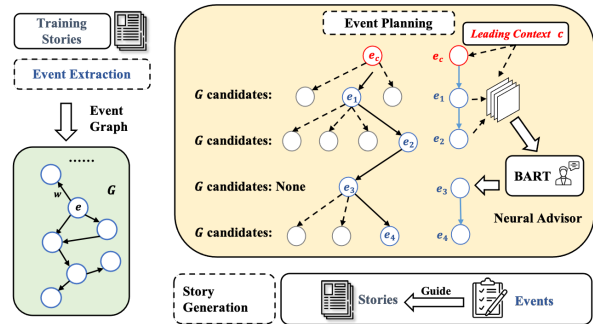 Training
Stories
Event Extraction
Event
Graph
......
G
w
e
Event Planning
Leading Context c
e_c
e_c
G candidates:
e_1
e_1
G candidates:
e_2
e_2
G candidates: None
e_3
BART
e_3
Neural Advisor
G candidates:
e_4
e_4
Story
Generation
Stories
Guide
Events